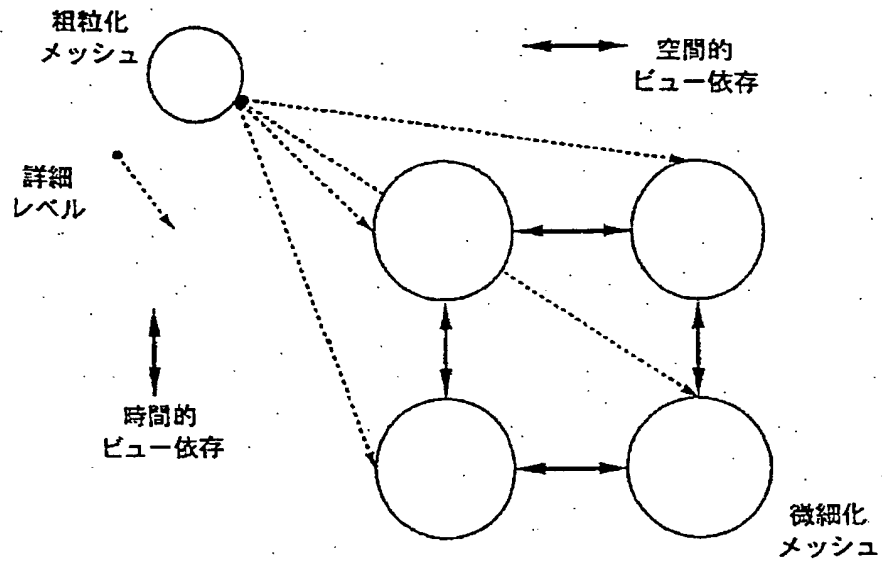 粗粒化
メッシュ
空間的
ビュー依存
詳細
レベル
時間的
ビュー依存
微細化
メッシュ